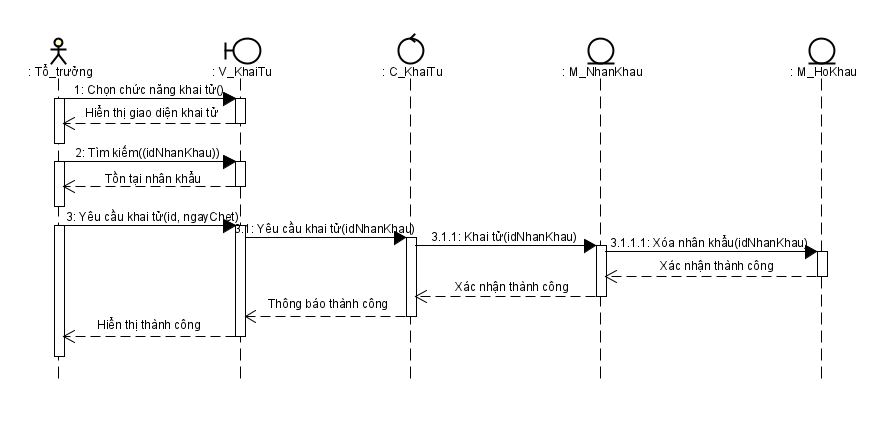 : Tổ_trưởng
: V_KhaiTu
: C_KhaiTu
: M_NhanKhau
: M_HoKhau
1: Chọn chức năng khai tử()
Hiển thị giao diện khai tử
2: Tìm kiếm((idNhanKhau))
Tồn tại nhân khẩu
3: Yêu cầu khai tử(id, ngayChet)
3.1: Yêu cầu khai tử(idNhanKhau)
3.1.1: Khai tử(idNhanKhau)
3.1.1.1: Xóa nhân khẩu(idNhanKhau)
Xác nhận thành công
Xác nhận thành công
Thông báo thành công
Hiển thị thành công